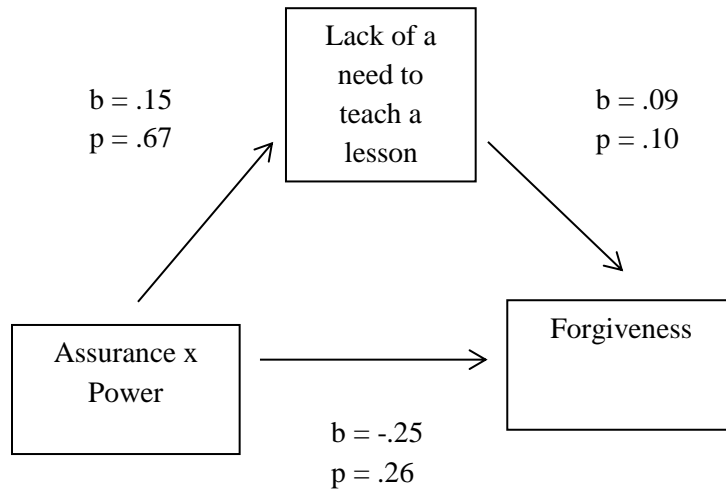 Lack of a
need to
teach a
lesson
b = .15
p = .67
b = .09
p = .10
Assurance x
Power
Forgiveness
b = -.25
p = .26